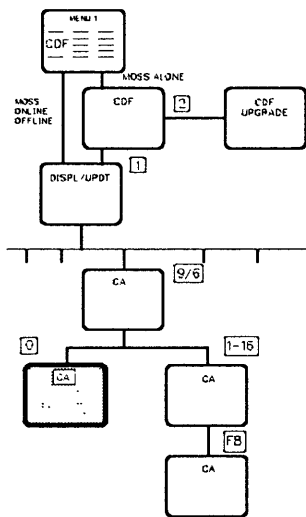 MENU 1
CDF
MOSS ALONE
MOSS
ONLINE
OFFLINE
CDF
2
CDF
UPGRADE
1
DISPL/UPDT
9/6
CA
0
1-16
CA
CA
F8
CA